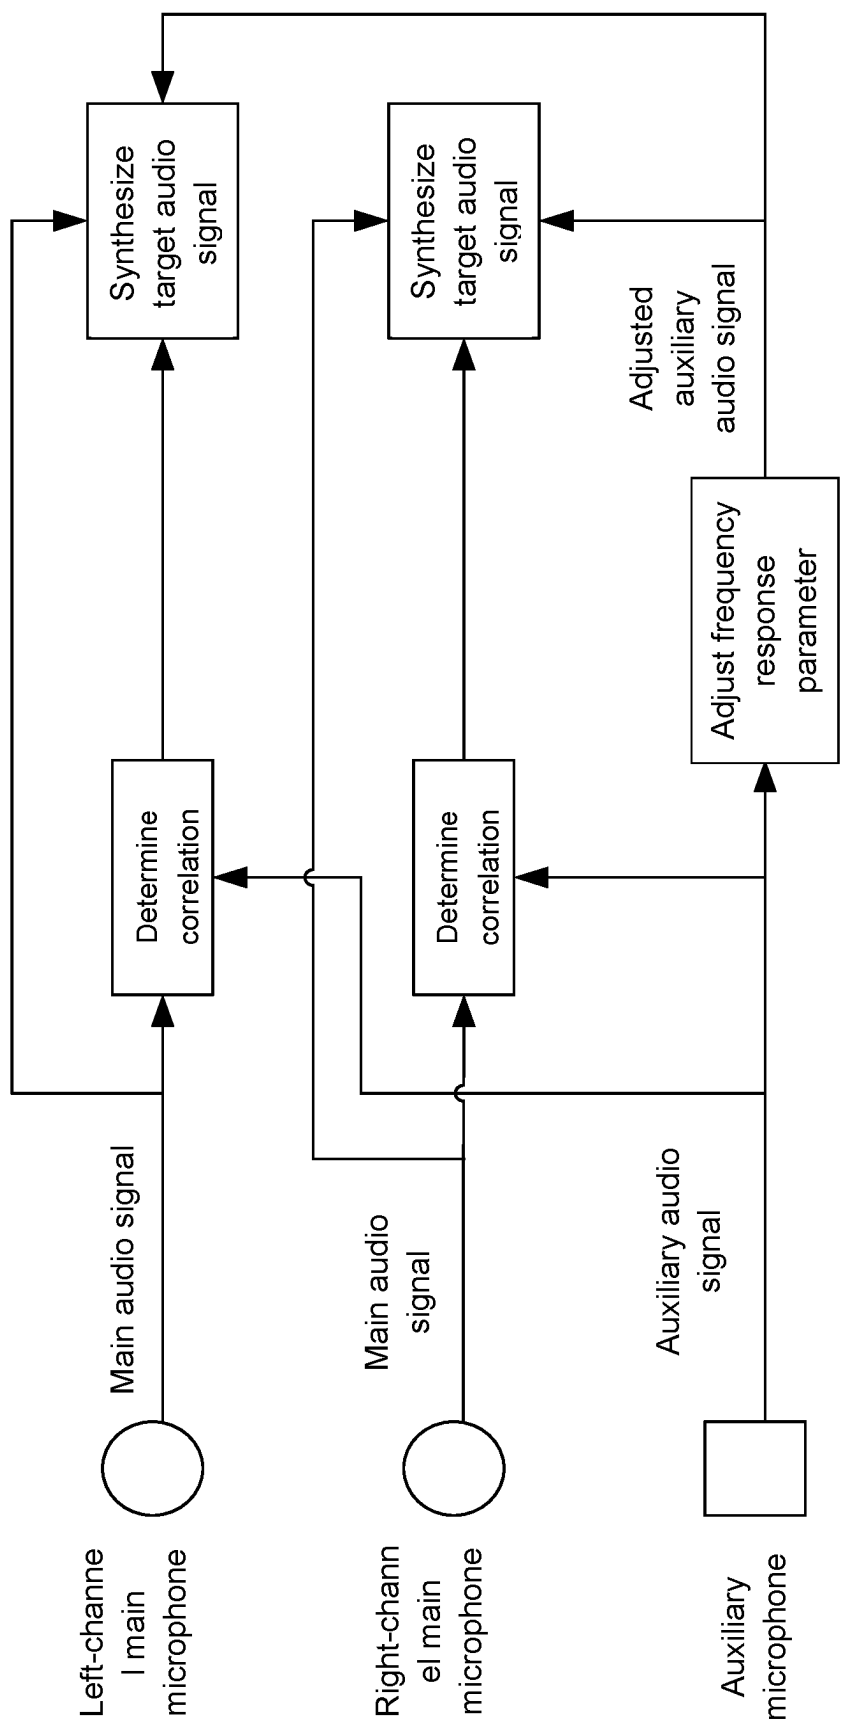 Left-channe
l main
microphone
Main audio signal
Determine
correlation
Synthesize
target audio
signal
Right-chann
el main
microphone
Main audio
signal
Determine
correlation
Synthesize
target audio
signal
Auxiliary
microphone
Auxiliary audio
signal
Adjust frequency
response
parameter
Adjusted
auxiliary
audio signal